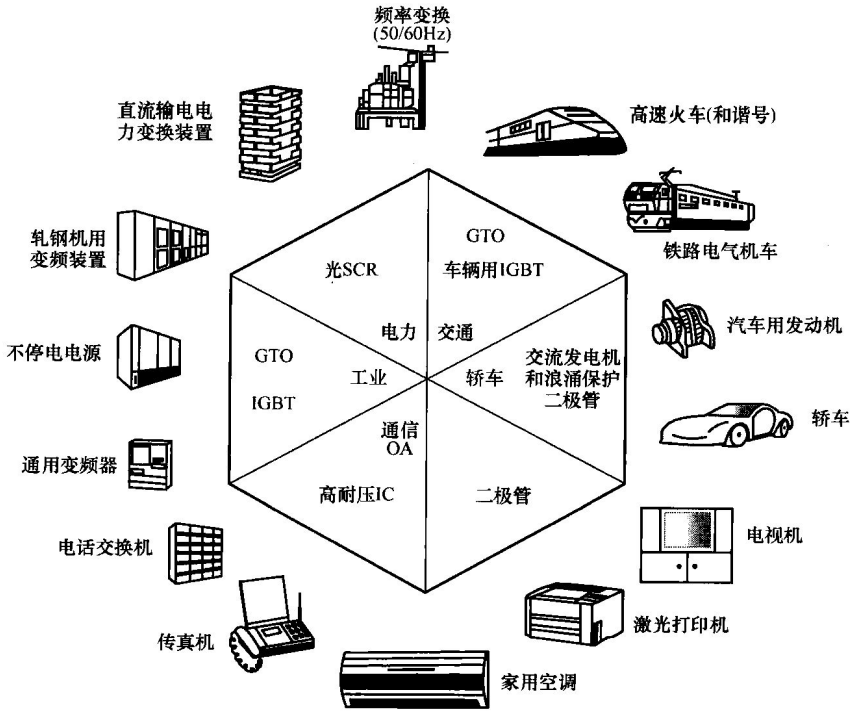 频率变换
(50/60Hz)
直流输电电
力变换装置
高速火车(和谐号)
轧钢机用
变频装置
铁路电气机车
不停电电源
汽车用发动机
通用变频器
轿车
电话交换机
电视机
传真机
激光打印机
家用空调
光SCR
电力
GTO
车辆用IGBT
交通
GTO
IGBT
工业
轿车
交流发电机
和浪涌保护
二极管
通信
OA
高耐压IC
二极管